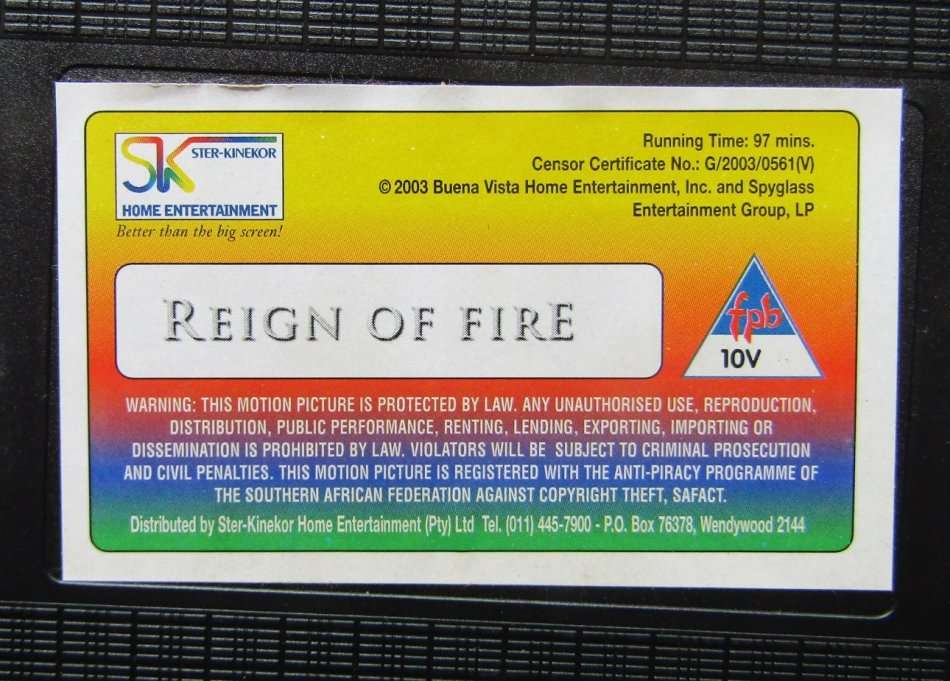 SK STER-KINEKOR
HOME ENTERTAINMENT
Better than the big screen!
Running Time: 97 mins.
Censor Certificate No.: G/2003/0561(V)
© 2003 Buena Vista Home Entertainment, Inc. and Spyglass
Entertainment Group, LP
REIGN OF FIRE
fpb
10V
WARNING: THIS MOTION PICTURE IS PROTECTED BY LAW. ANY UNAUTHORISED USE, REPRODUCTION,
DISTRIBUTION, PUBLIC PERFORMANCE, RENTING, LENDING, EXPORTING, IMPORTING OR
DISSEMINATION IS PROHIBITED BY LAW. VIOLATORS WILL BE SUBJECT TO CRIMINAL PROSECUTION
AND CIVIL PENALTIES. THIS MOTION PICTURE IS REGISTERED WITH THE ANTI-PIRACY PROGRAMME OF
THE SOUTHERN AFRICAN FEDERATION AGAINST COPYRIGHT THEFT, SAFACT.
Distributed by Ster-Kinekor Home Entertainment (Pty) Ltd Tel. (011) 445-7900 - P.O. Box 76378, Wendywood 2144